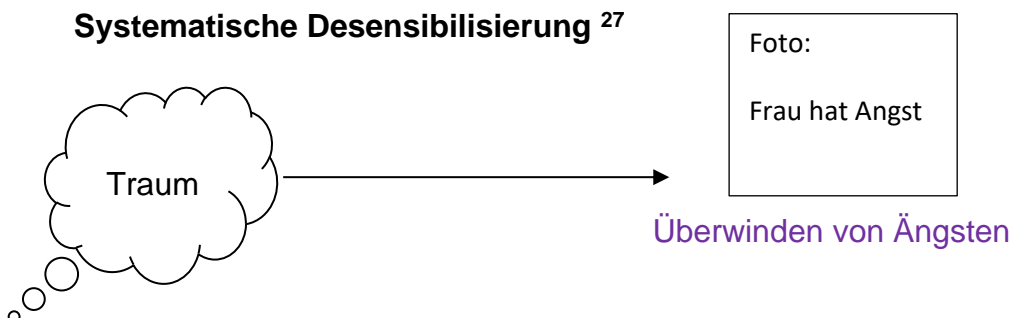 Systematische Desensibilisierung 27
Foto:
Frau hat Angst
Traum
Überwinden von Ängsten